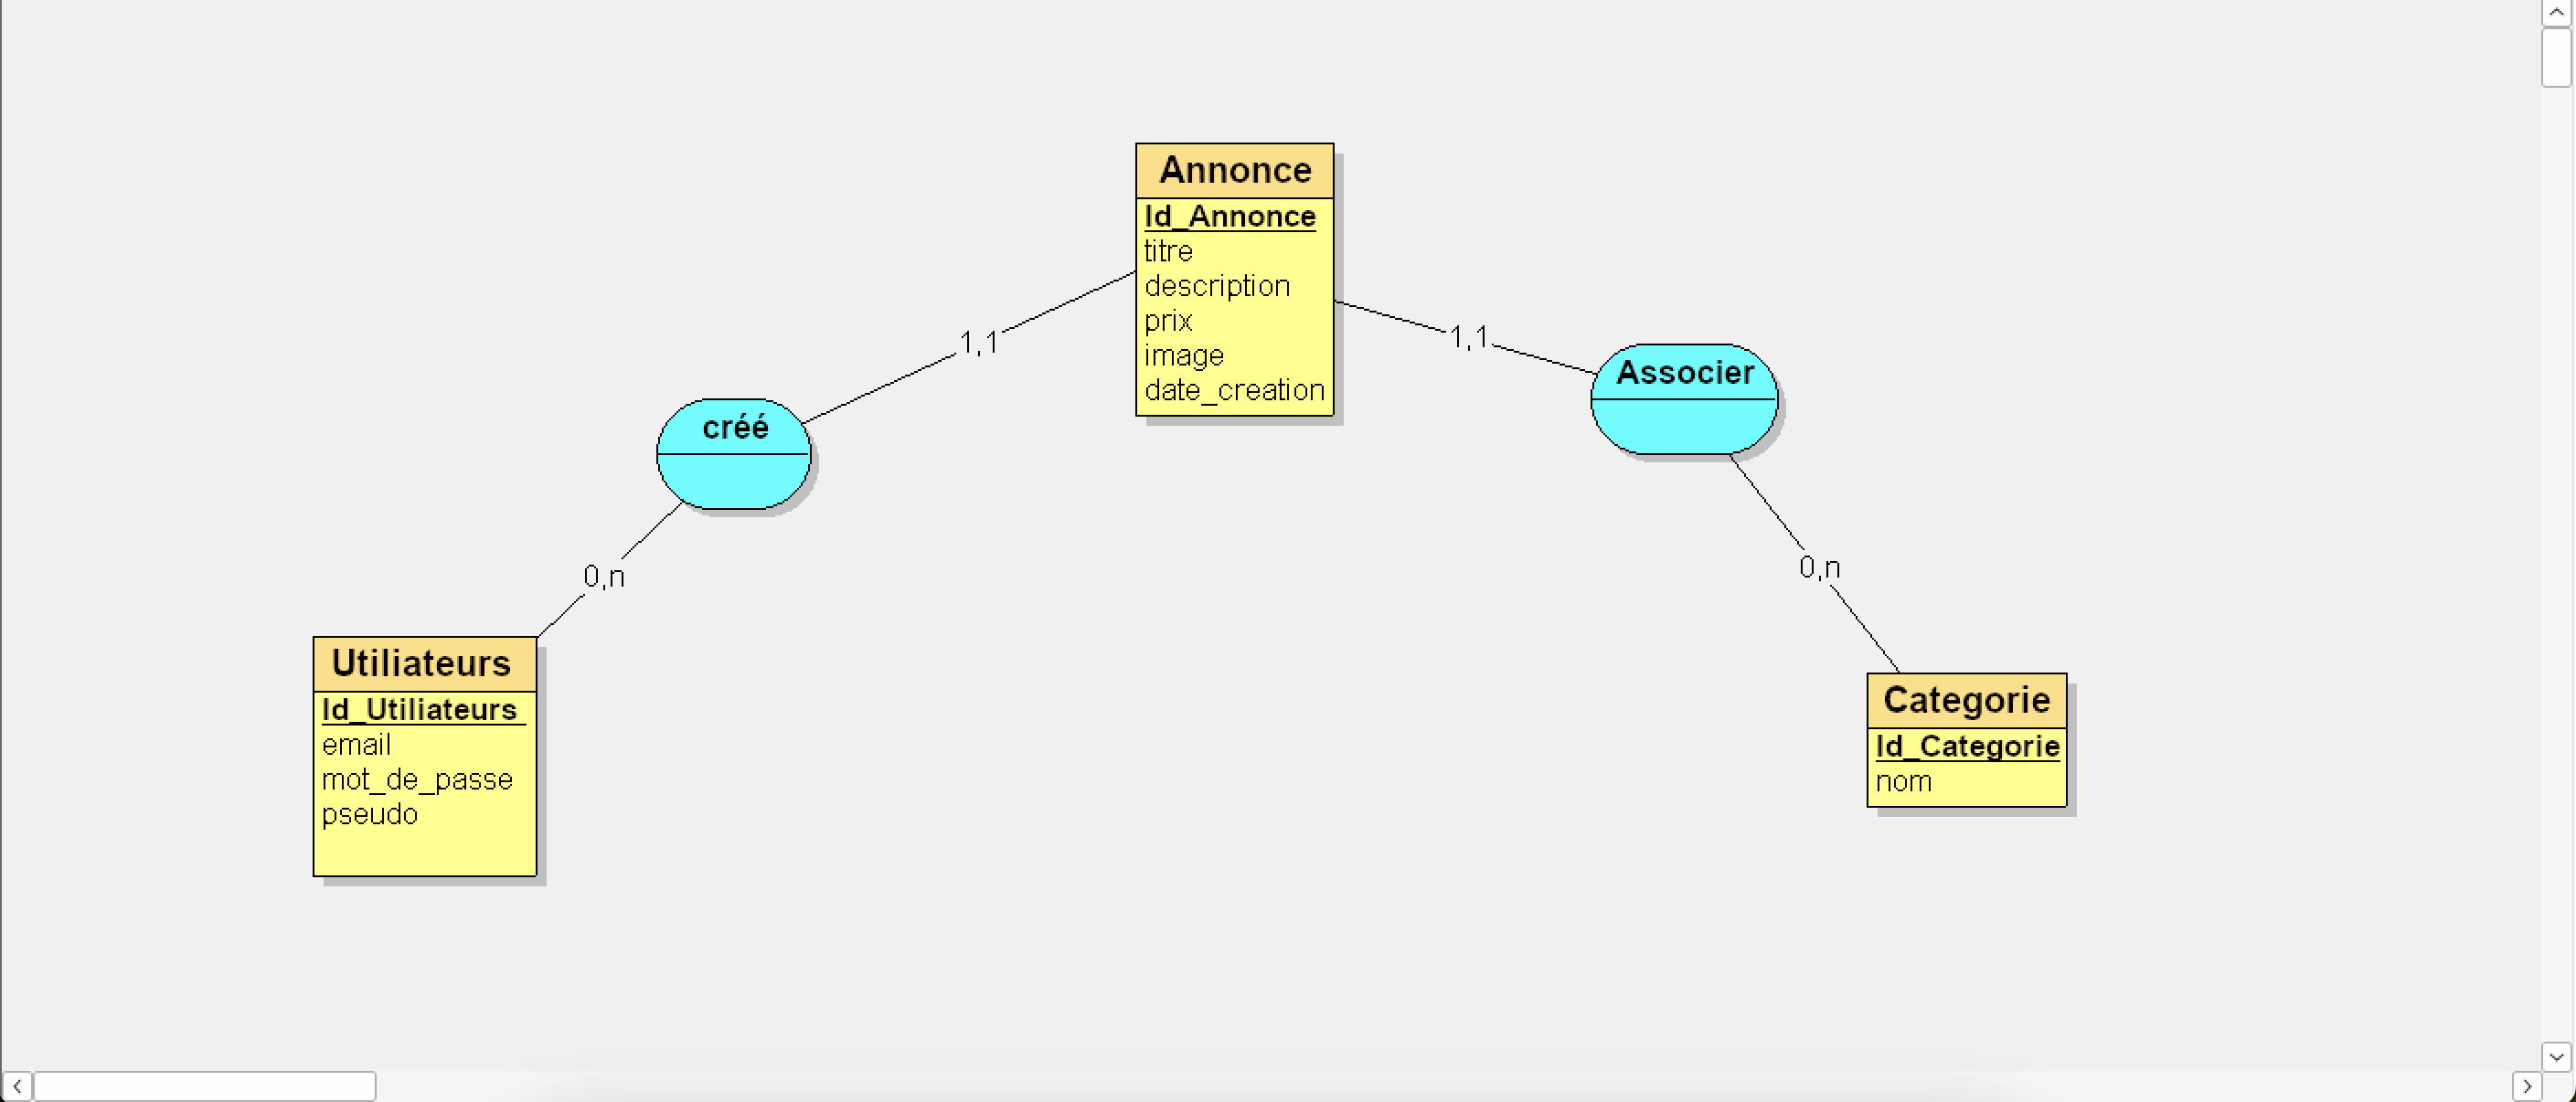 Annonce
Id_Annonce
titre
description
prix
image
date_creation
1,1
1,1
Associer
créé
0,n
0,n
Utiliateurs
Id_Utiliateurs
email
mot_de_passe
pseudo
Categorie
Id_Categorie
nom